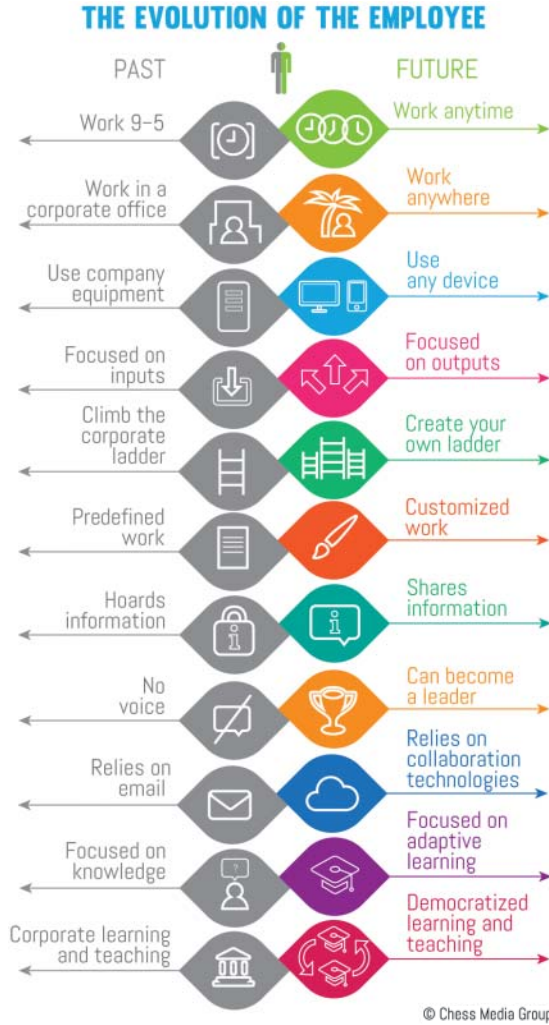 THE EVOLUTION OF THE EMPLOYEE
PAST
FUTURE
Work 9–5
Work anytime
Work in a
corporate office
Work
anywhere
Use company
equipment
Use
any device
Focused on
inputs
Focused
on outputs
Climb the
corporate
ladder
Create your
own ladder
Predefined
work
Customized
work
Hoards
information
i
i
Shares
information
No
voice
Can become
a leader
Relies on
email
Relies on
collaboration
technologies
Focused on
knowledge
?
Focused on
adaptive
learning
Corporate learning
and teaching
Democratized
learning and
teaching
© Chess Media Group